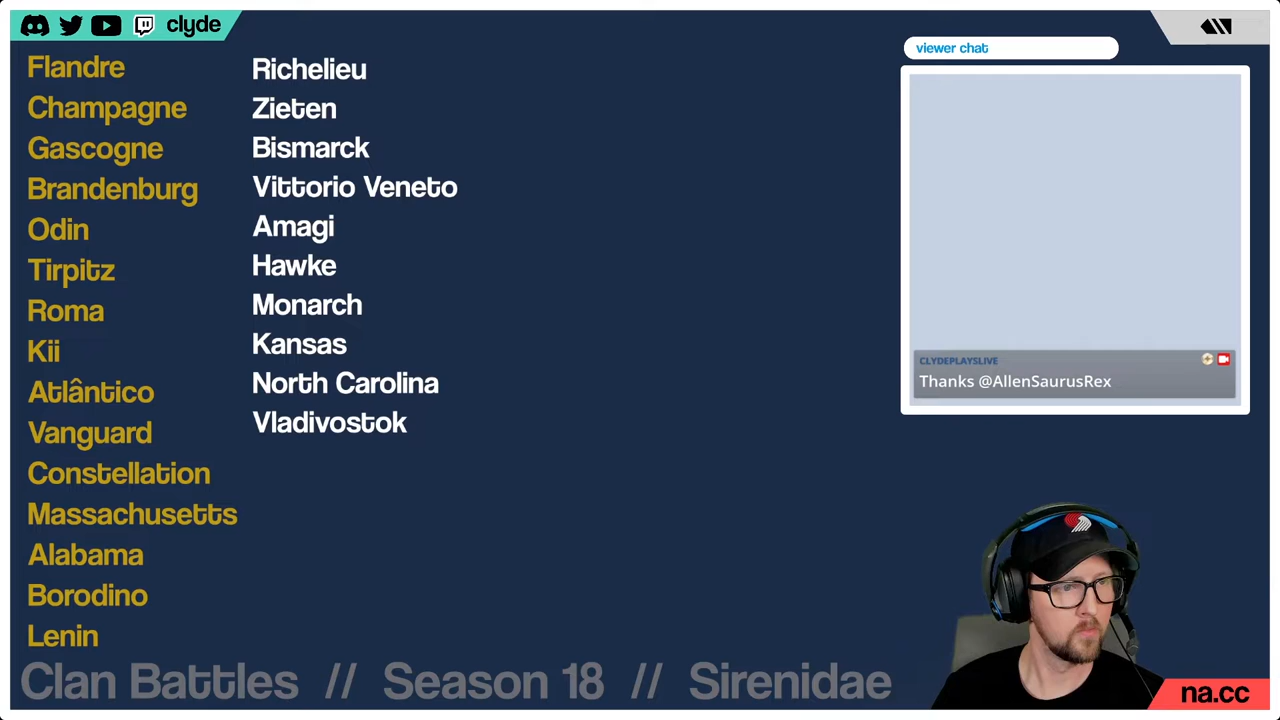 clyde
Flandre
Champagne
Gascogne
Brandenburg
Odin
Tirpitz
Roma
Kii
Atlântico
Vanguard
Constellation
Massachusetts
Alabama
Borodino
Lenin
Richelieu
Zieten
Bismarck
Vittorio Veneto
Amagi
Hawke
Monarch
Kansas
North Carolina
Vladivostok
viewer chat
CLYDEPLAYSLIVE
Thanks @AllenSaurusRex
Clan Battles // Season 18 // Sirenidae
na.cc